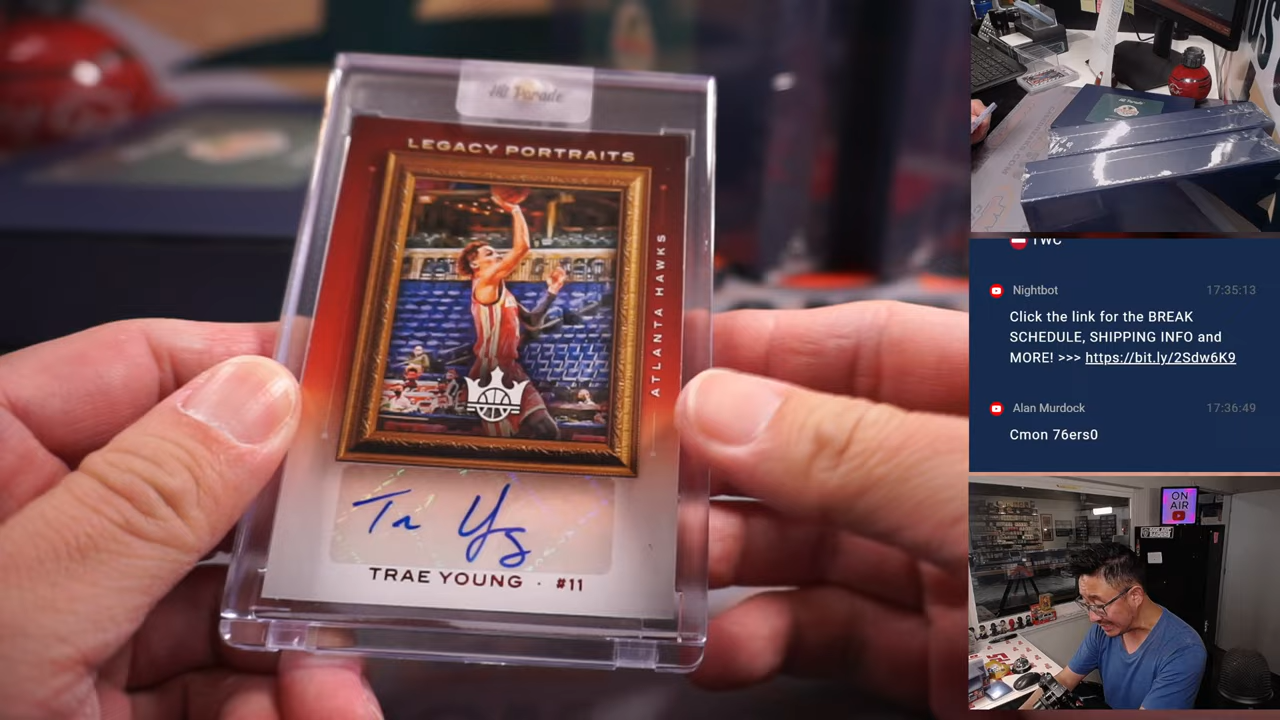 Hit Parade
LEGACY PORTRAITS
ATLANTA HAWKS
TRAE YOUNG · #11
TWC
Nightbot 17:35:13
Click the link for the BREAK
SCHEDULE, SHIPPING INFO and
MORE! >>> https://bit.ly/2Sdw6K9
Alan Murdock 17:36:49
Cmon 76ers0
ON
AIR